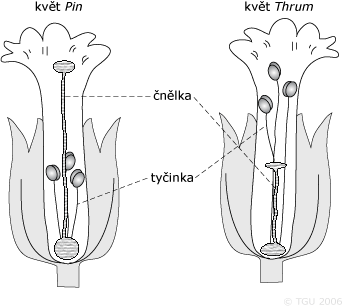 květ Pin
květ Thrum
čnělka
tyčinka
© TGU 2006